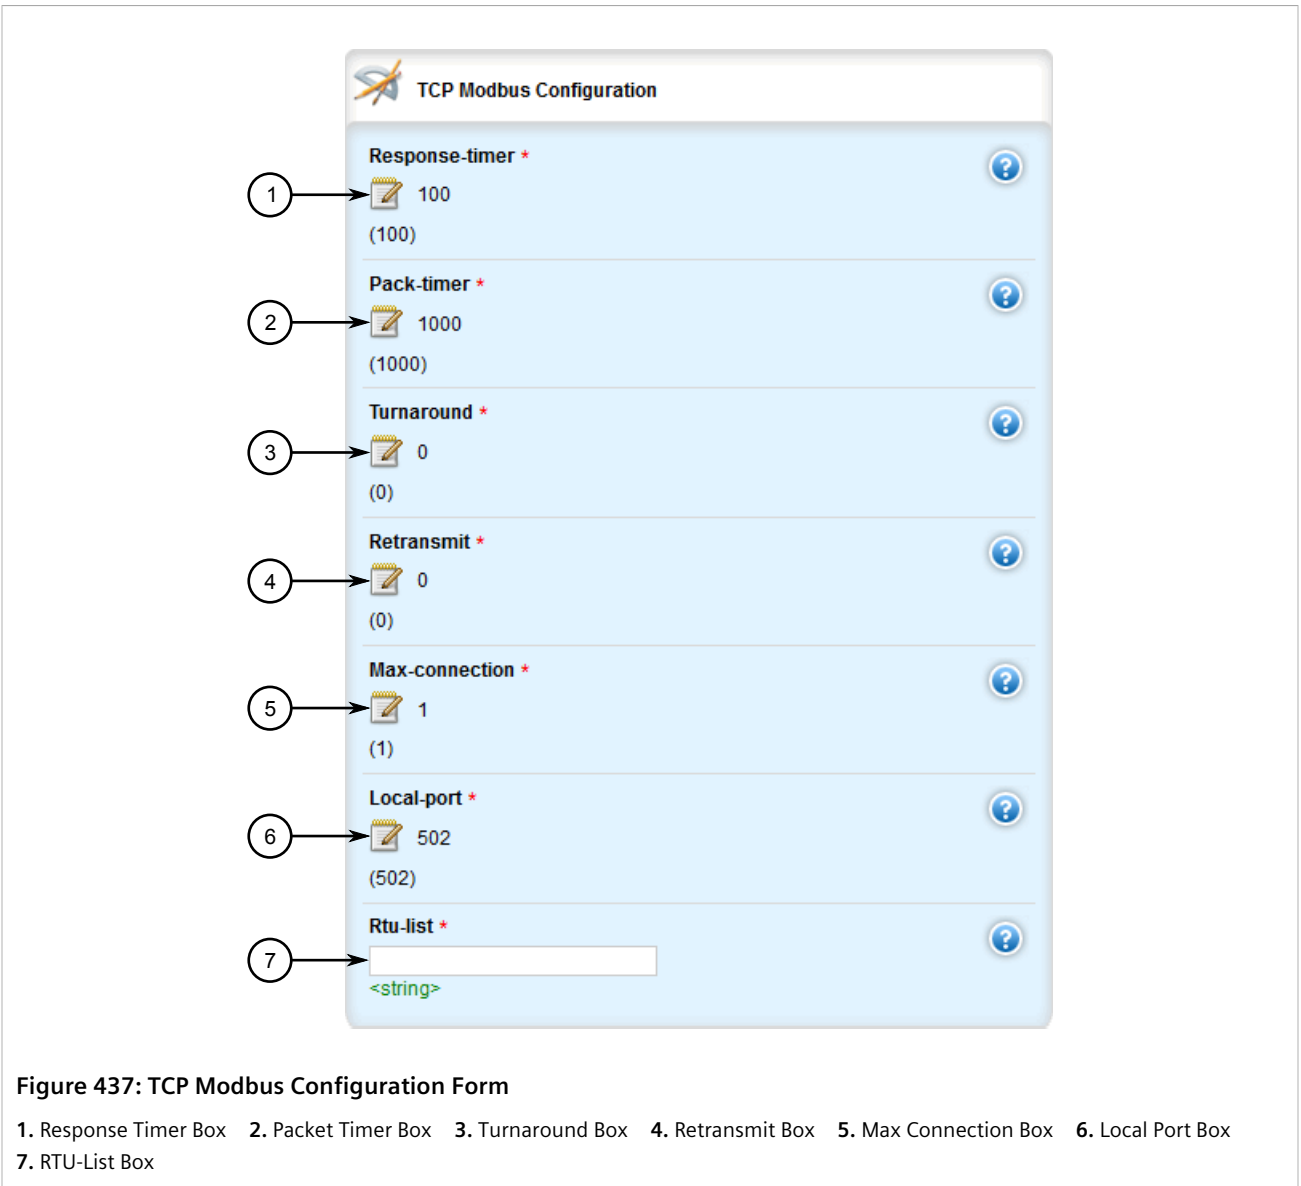 TCP Modbus Configuration
Response-timer *
1 100
(100)
Pack-timer *
2 1000
(1000)
Turnaround *
3 0
(0)
Retransmit *
4 0
(0)
Max-connection *
5 1
(1)
Local-port *
6 502
(502)
Rtu-list *
7
<string>
Figure 437: TCP Modbus Configuration Form
1. Response Timer Box 2. Packet Timer Box 3. Turnaround Box 4. Retransmit Box 5. Max Connection Box 6. Local Port Box
7. RTU-List Box